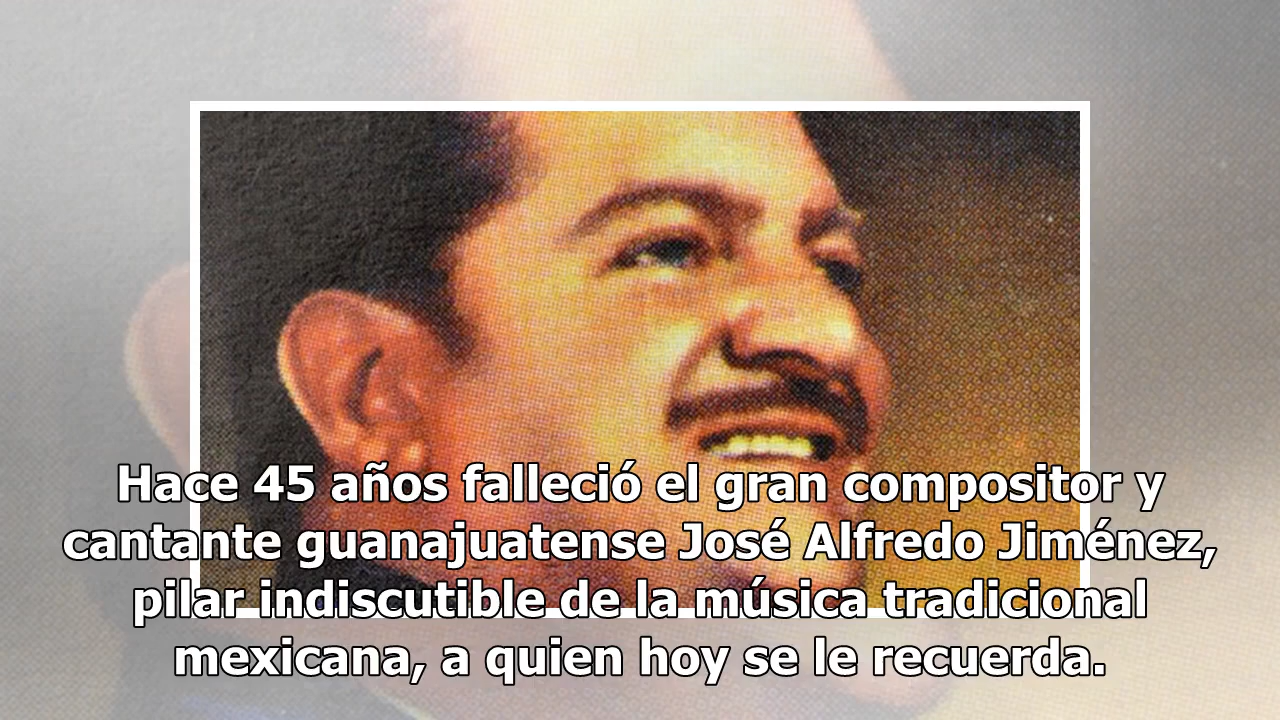 Hace 45 años falleció el gran compositor y
cantante guanajuatense José Alfredo Jiménez,
pilar indiscutible de la música tradicional
mexicana, a quien hoy se le recuerda.